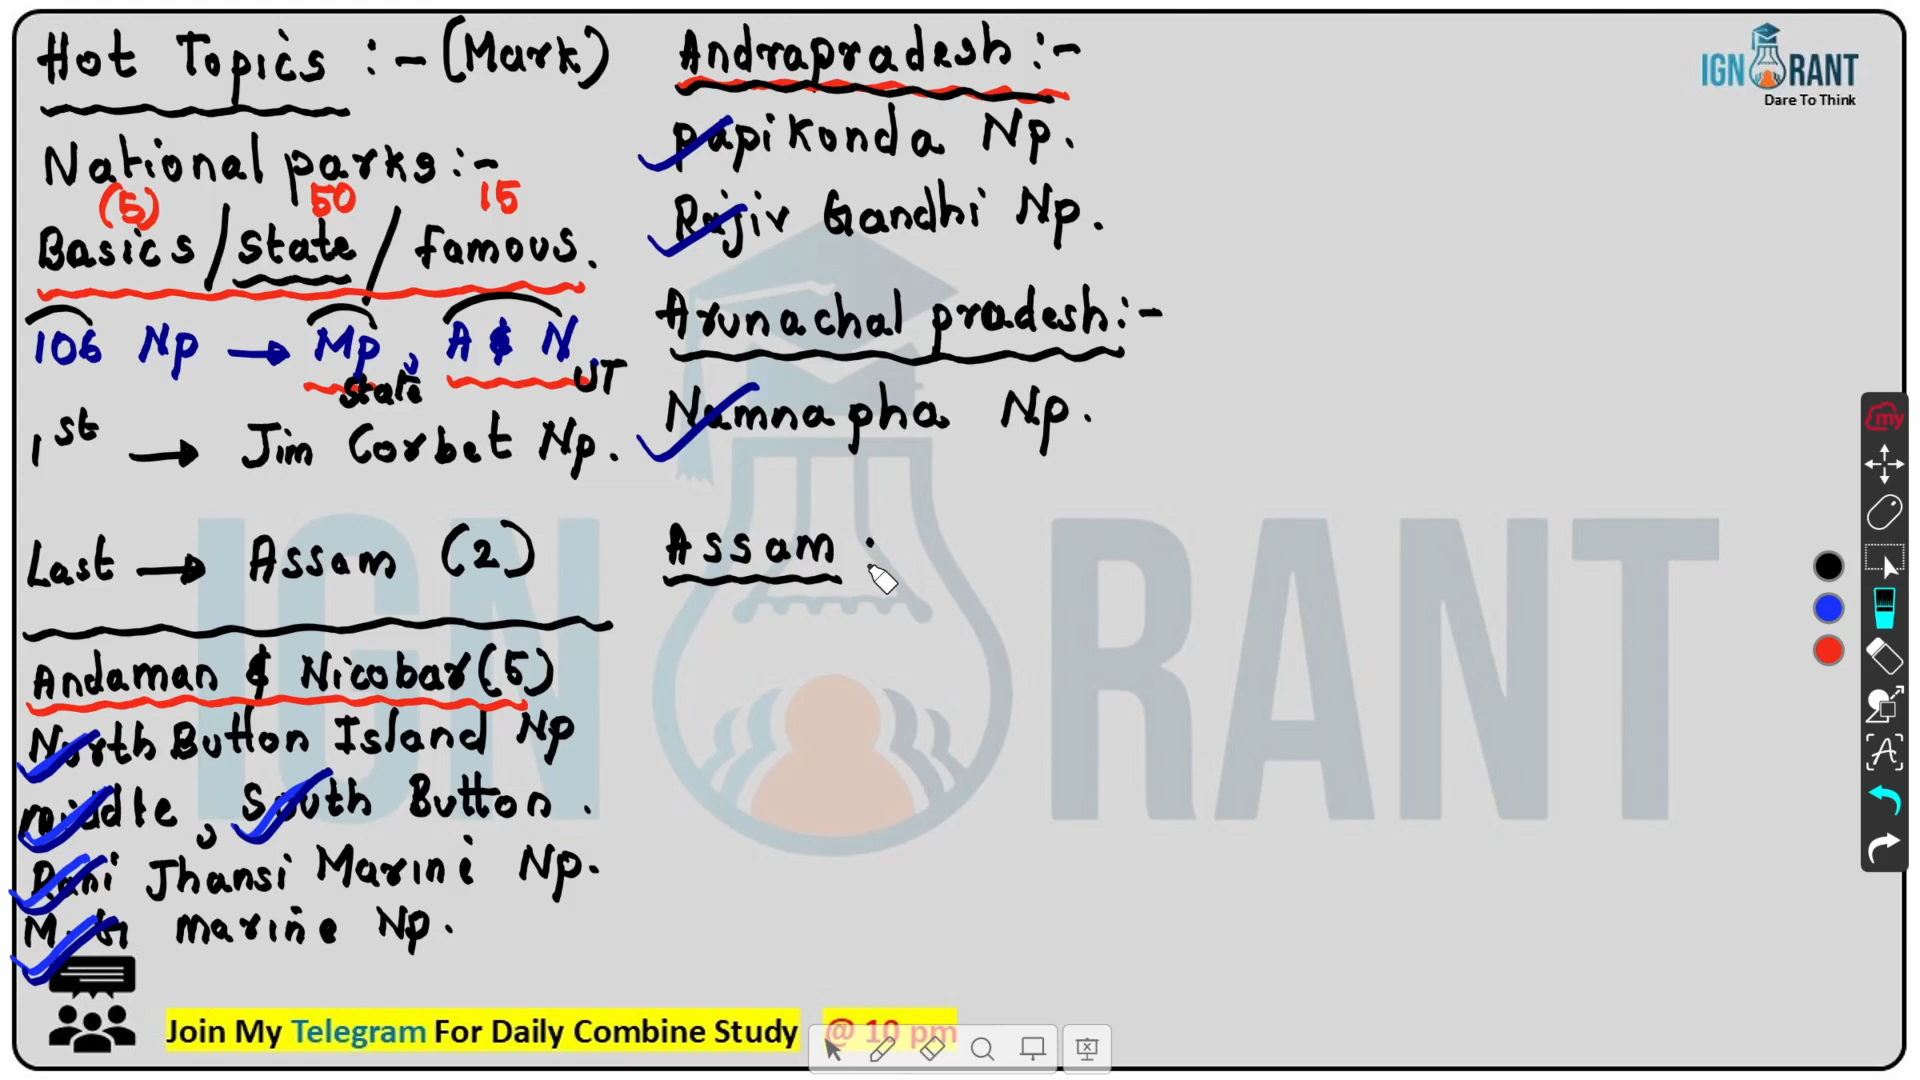 Hot Topics :- (Mark)
National parks :-
(5) 50 15
Basics / State / famous.
106 Np → Mp, A & N
State UT
1st → Jim Corbet Np.
Last → Assam (2)
Andaman & Nicobar (5)
North Button Island Np
middle, South Button.
Rani Jhansi Marine Np.
marine Np.
Andrapradesh :-
papikonda Np.
Rajiv Gandhi Np.
Arunachal pradesh :-
Namnapha Np.
Assam .
IGNORANT
Dare To Think
IGNORANT
my
Join My Telegram For Daily Combine Study @ 10 pm